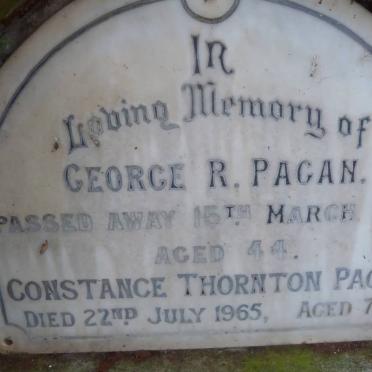 In
Loving Memory of
GEORGE R. PAGAN.
PASSED AWAY 15TH MARCH
AGED 44.
CONSTANCE THORNTON PAG
DIED 22ND JULY 1965, AGED 7